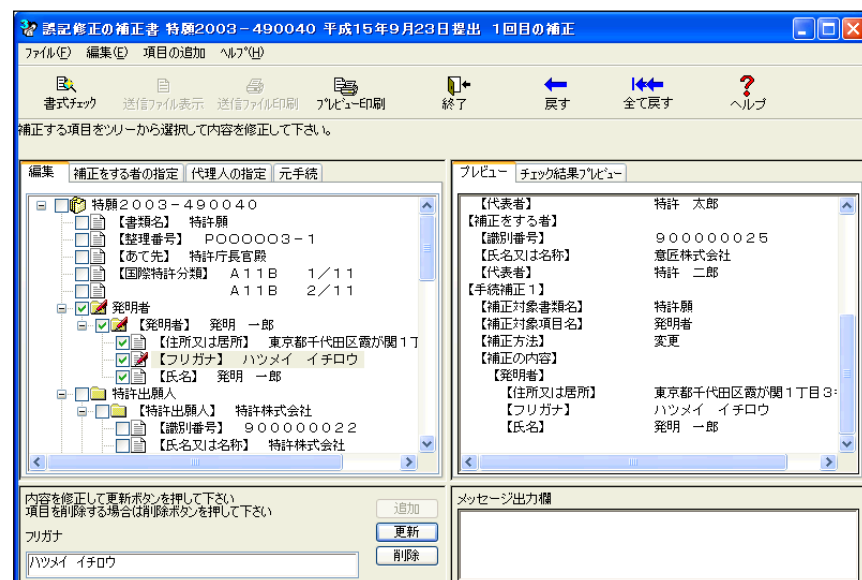 誤記修正の補正書 特願2003－490040 平成15年9月23日提出 1回目の補正
ファイル(F) 編集(E) 項目の追加 ヘルプ(H)
書式チェック 送信ファイル表示 送信ファイル印刷 プレビュー印刷 終了 戻す 全て戻す ヘルプ
補正する項目をツリーから選択して内容を修正して下さい。
編集 補正をする者の指定 代理人の指定 元手続
特願２００３－４９００４０
【書類名】 特許願
【整理番号】 Ｐ０００００３－１
【あて先】 特許庁長官殿
【国際特許分類】 Ａ１１Ｂ １／１１
Ａ１１Ｂ ２／１１
発明者
【発明者】 発明 一郎
【住所又は居所】 東京都千代田区霞が関１丁
【フリガナ】 ハツメイ イチロウ
【氏名】 発明 一郎
特許出願人
【特許出願人】 特許株式会社
【識別番号】 ９０００００００２２
【氏名又は名称】 特許株式会社
プレビュー チェック結果プレビュー
【代表者】 特許 太郎
【補正をする者】
【識別番号】 ９０００００００２５
【氏名又は名称】 意匠株式会社
【代表者】 特許 二郎
【手続補正１】
【補正対象書類名】 特許願
【補正対象項目名】 発明者
【補正方法】 変更
【補正の内容】
【発明者】
【住所又は居所】 東京都千代田区霞が関１丁目３
【フリガナ】 ハツメイ イチロウ
【氏名】 発明 一郎
内容を修正して更新ボタンを押して下さい
項目を削除する場合は削除ボタンを押して下さい
フリガナ
ハツメイ イチロウ
追加
更新
削除
メッセージ出力欄